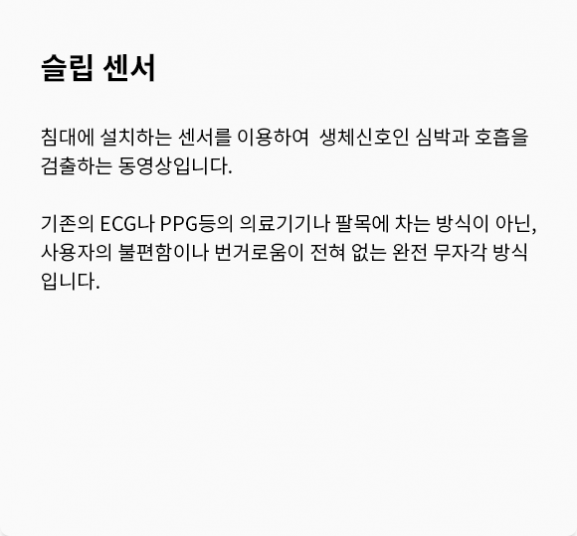 슬립 센서
침대에 설치하는 센서를 이용하여  생체신호인 심박과 호흡을
검출하는 동영상입니다.
기존의 ECG나 PPG등의 의료기기나 팔목에 차는 방식이 아닌,
사용자의 불편함이나 번거로움이 전혀 없는 완전 무자각 방식
입니다.